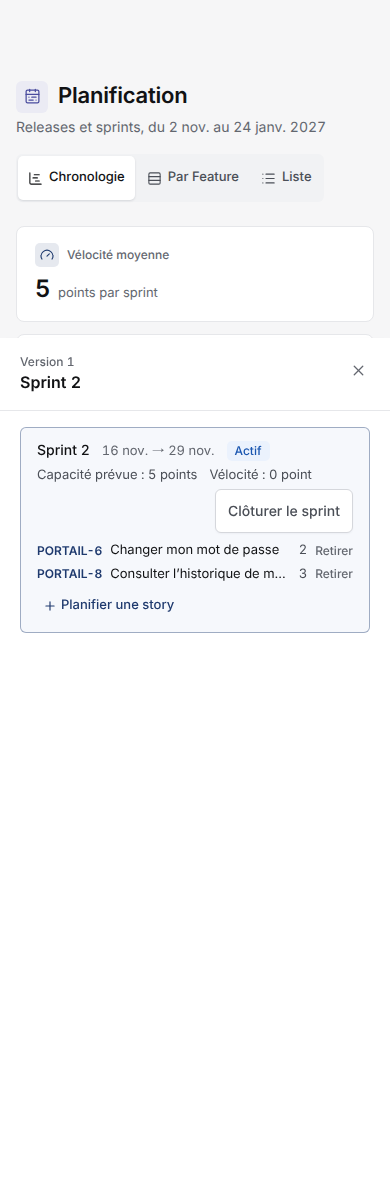 Planification
Releases et sprints, du 2 nov. au 24 janv. 2027
Chronologie
Par Feature
Liste
Vélocité moyenne
5 points par sprint
Version 1
Sprint 2
Sprint 2 16 nov. → 29 nov. Actif
Capacité prévue : 5 points Vélocité : 0 point
Clôturer le sprint
PORTAIL-6 Changer mon mot de passe 2 Retirer
PORTAIL-8 Consulter l’historique de m... 3 Retirer
+ Planifier une story